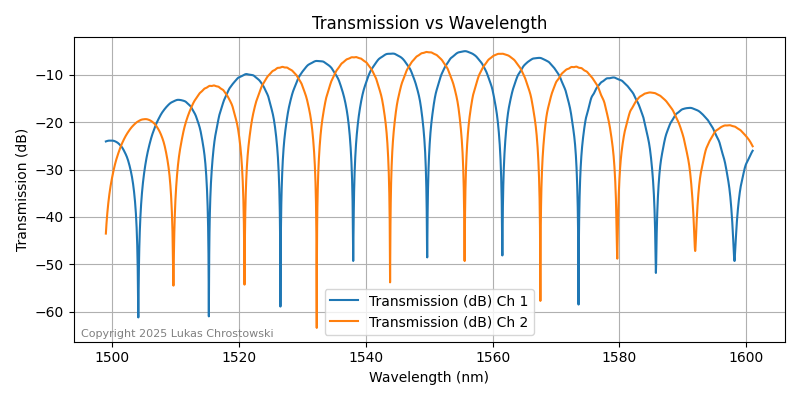 Transmission vs Wavelength
Transmission (dB)
−10
−20
−30
−40
−50
−60
Transmission (dB) Ch 1
Transmission (dB) Ch 2
Copyright 2025 Lukas Chrostowski
1500
1520
1540
1560
1580
1600
Wavelength (nm)